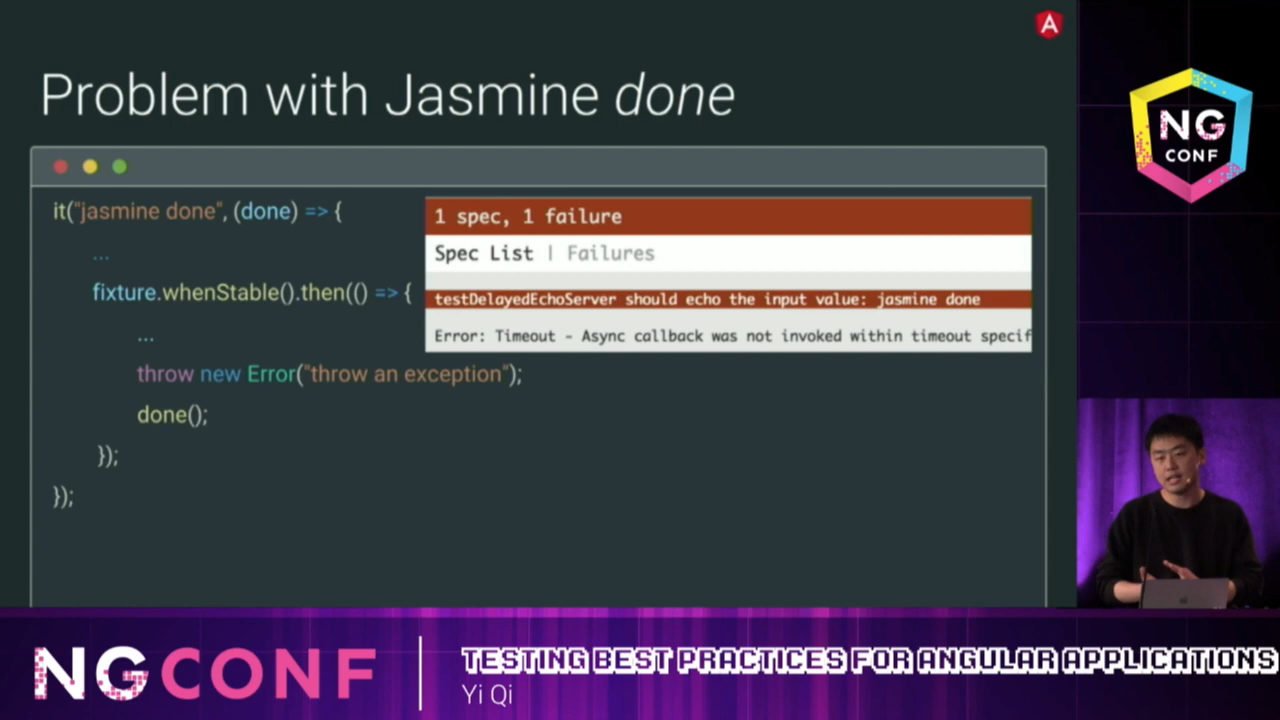 Problem with Jasmine done
it("jasmine done", (done) => {
...
fixture.whenStable().then(() => {
...
throw new Error("throw an exception");
done();
});
});
1 spec, 1 failure
Spec List | Failures
testDelayedEchoServer should echo the input value: jasmine done
Error: Timeout - Async callback was not invoked within timeout specif
A
NG
CONF
NGCONF
TESTING BEST PRACTICES FOR ANGULAR APPLICATIONS
Yi Qi